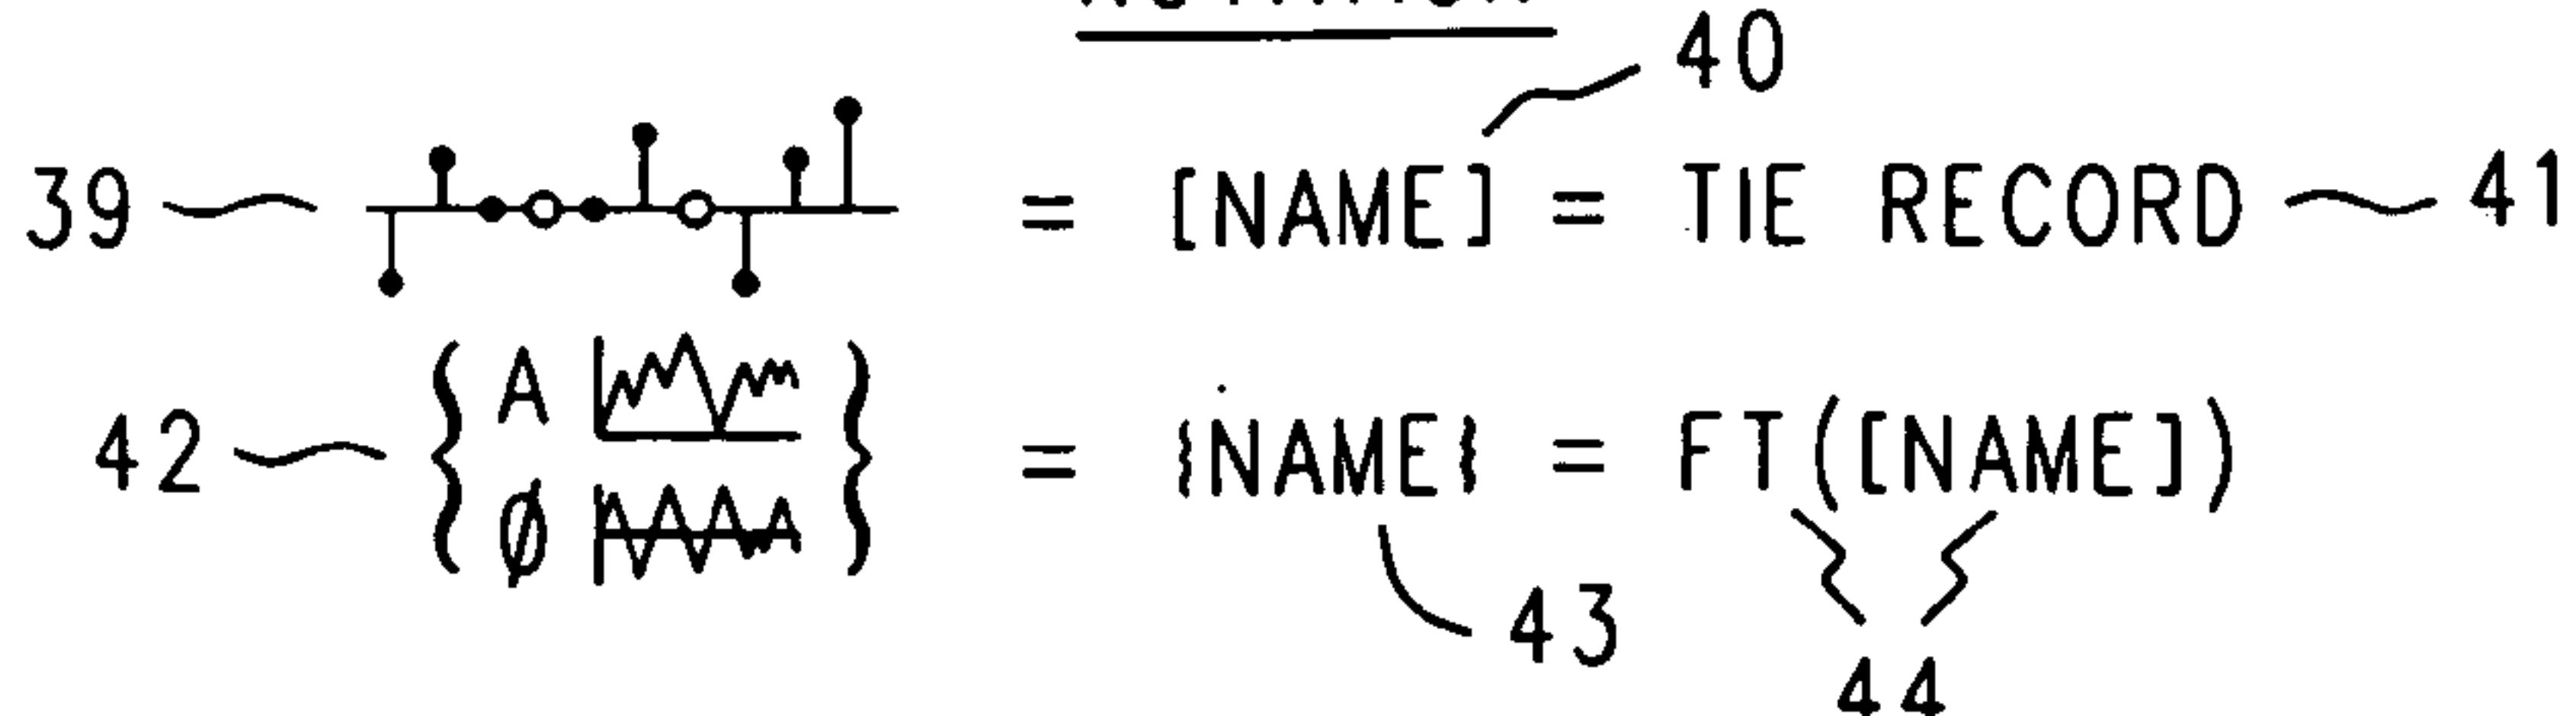 40
39 = [NAME] = TIE RECORD 41
42 { A Ø } = {NAME} = FT([NAME])
43
44